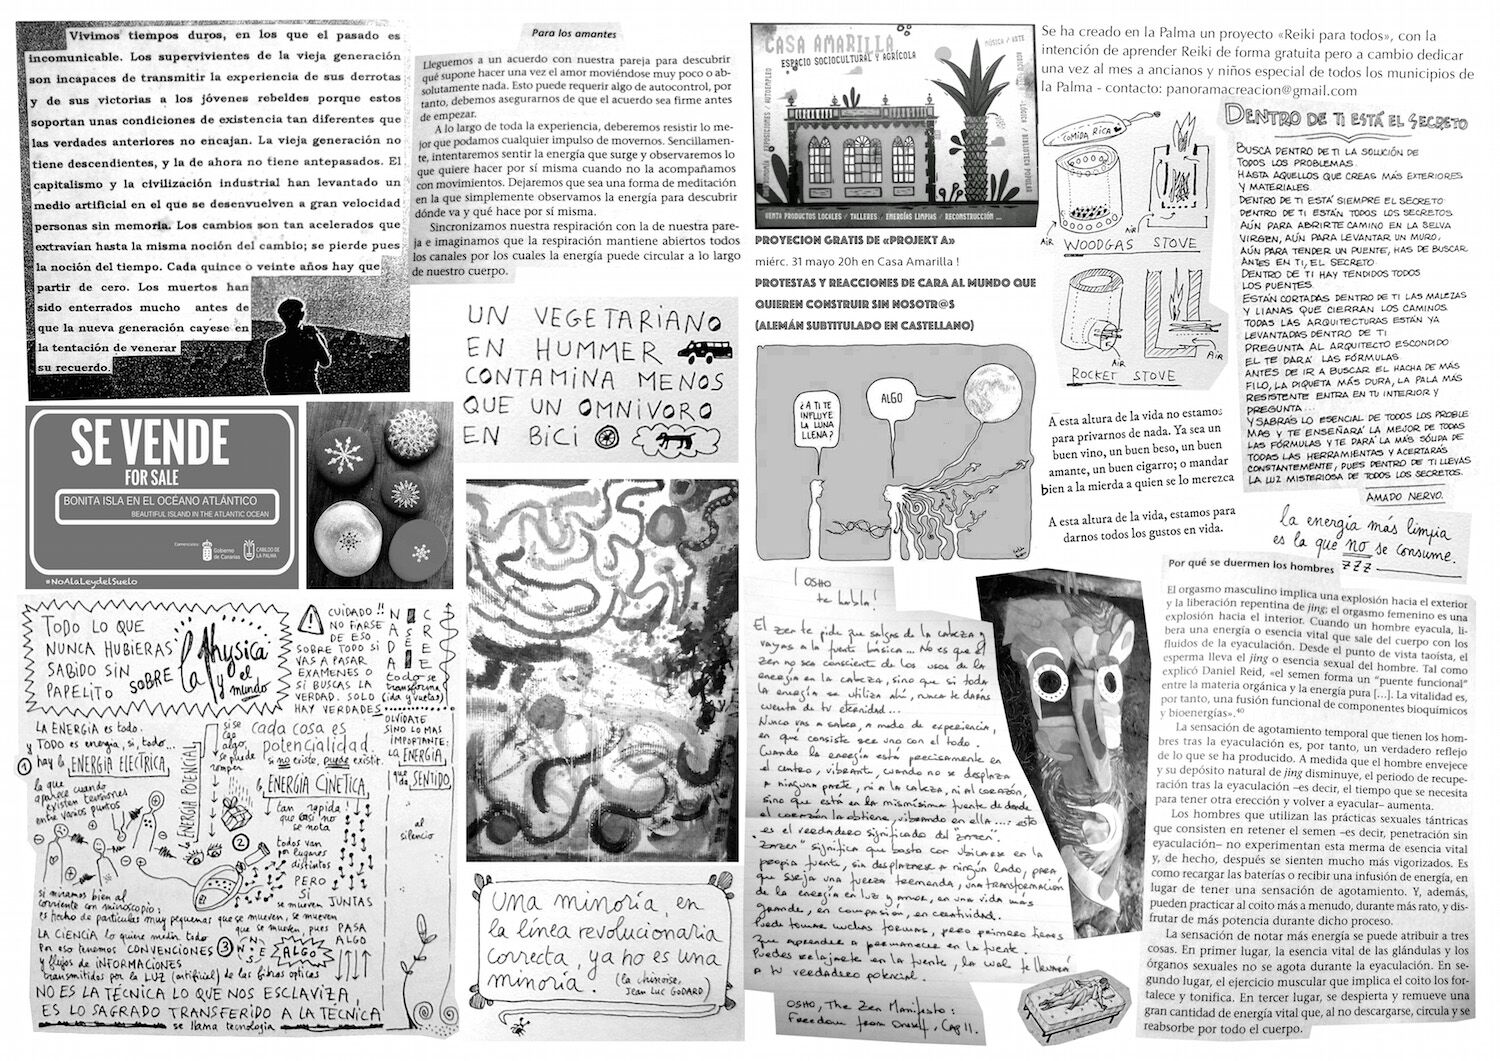 Vivimos tiempos duros, en los que el pasado es
incomunicable. Los supervivientes de la vieja generación
son incapaces de transmitir la experiencia de sus derrotas
y de sus victorias a los jóvenes rebeldes porque estos
soportan unas condiciones de existencia tan diferentes que
las verdades anteriores no encajan. La vieja generación no
tiene descendientes, y la de ahora no tiene antepasados. El
capitalismo y la civilización industrial han levantado un
medio artificial en el que se desenvuelven a gran velocidad
personas sin memoria. Los cambios son tan acelerados que
extravían hasta la misma noción del cambio; se pierde pues
la noción del tiempo. Cada quince o veinte años hay que
partir de cero. Los muertos han
sido enterrados mucho antes de
que la nueva generación cayese en
la tentación de venerar
su recuerdo.
SE VENDE
FOR SALE
BONITA ISLA EN EL OCÉANO ATLÁNTICO
BEAUTIFUL ISLAND IN THE ATLANTIC OCEAN
Gobierno
de Canarias
CABILDO DE
LA PALMA
#NoAlaLeydelSuelo
TODO LO QUE
NUNCA HUBIERAS
SABIDO SIN
PAPELITO SOBRE
la Physica
y el
mundo
CUIDADO!!
NO FIARSE
DE ESO
SOBRE TODO SI
VAS A PASAR
EXAMENES O
SI BUSCAS LA
VERDAD. SOLO
HAY VERDADES
NADA SE CREE
todo se
transforma
(ida y vuelta)
LA ENERGIA es todo.
y TODO es energía, si, todo...
① hay la ENERGIA ELECTRICA,
la que
aparece cuando
existen tensiones
entre varios puntos
la ENERGIA POTENCIAL
si se
cae
algo,
se puede
romper
cada cosa es
potencialidad.
si no existe, puede existir.
la ENERGIA CINETICA,
tan rapida!
que casi no
se nota
②
todos van
por lugares
distintos
PERO
SI
se mueven JUNTAS
OLVIDATE
SINO LO MAS
IMPORTANTE:
LA ENERGIA
SENTIDO,
al
silencio
si miramos bien al
corriente con microscopio:
es hecho de particulas muy pequenas que se mueven, se mueven
que se mueven, pues PASA
ALGO
LA CIENCIA lo quiere medir todo
Por eso tenemos CONVENCIONES ③ N S E ALGO
y flujos de INFORMACIONES
transmitidos por la LUZ (artificial) de las fibras opticas
NO ES LA TÉCNICA LO QUE NOS ESCLAVIZA,
ES LO SAGRADO TRANSFERIDO A LA TÉCNICA
se llama tecnologia
Para los amantes
Lleguemos a un acuerdo con nuestra pareja para descubrir
qué supone hacer una vez el amor moviéndose muy poco o ab-
solutamente nada. Esto puede requerir algo de autocontrol, por
tanto, debemos asegurarnos de que el acuerdo sea firme antes
de empezar.
A lo largo de toda la experiencia, deberemos resistir lo me-
jor que podamos cualquier impulso de movernos. Sencillamen-
te, intentaremos sentir la energía que surge y observaremos lo
que quiere hacer por sí misma cuando no la acompañamos
con movimientos. Dejaremos que sea una forma de meditación
en la que simplemente observamos la energía para descubrir
dónde va y qué hace por sí misma.
Sincronizamos nuestra respiración con la de nuestra pare-
ja e imaginamos que la respiración mantiene abiertos todos
los canales por los cuales la energía puede circular a lo largo
de nuestro cuerpo.
UN VEGETARIANO
EN HUMMER
CONTAMINA MENOS
QUE UN OMNIVORO
EN BICI
Una minoría, en
la línea revolucionaria
correcta, ya no es una
minoría.
(la chinoise,
Jean Luc GODARD)
CASA AMARILLA
ESPACIO SOCIOCULTURAL Y AGRÍCOLA
MÚSICA / ARTE
VENTA PRODUCTOS LOCALES / TALLERES / ENERGÍAS LIMPIAS / RECONSTRUCCIÓN ...
PROYECION GRATIS DE «PROJEKT A»
miérc. 31 mayo 20h en Casa Amarilla !
PROTESTAS Y REACCIONES DE CARA AL MUNDO QUE
QUIEREN CONSTRUIR SIN NOSOTR@S
(ALEMÁN SUBTITULADO EN CASTELLANO)
¿A TI TE
INFLUYE
LA LUNA
LLENA?
ALGO
OSHO
te habla!
El zen te pide que salgas de la cabeza y
vayas a la fuente básica... No es que el
zen no sea consciente de los usos de la
energía en la cabeza, sino que si toda
la energía se utiliza ahí, nunca te darás
cuenta de tu eternidad...
Nunca vas a saber, a modo de experiencia,
en qué consiste ser uno con el todo.
Cuando la energía está precisamente en
el centro, vibrante, cuando no se desplaza
a ninguna parte, ni a la cabeza, ni al corazón,
sino que está en la mismísima fuente de donde
el corazón la obtiene, vibrando en ella...: este
es el verdadero significado del "zazen".
"Zazen" significa que basta con ubicarse en la
propia fuente, sin desplazarse a ningún lado, para
que surja una fuerza tremenda, una transformación
de la energía en luz y amor, en una vida más
grande, en compasión, en creatividad.
Puede tomar muchas formas, pero primero tienes
que aprender a permanecer en la fuente.
Puedes relajarte en la fuente, la cual te llevará
a tu verdadero potencial.
OSHO, The Zen Manifesto:
Freedom from Oneself, Cap 11.
Se ha creado en la Palma un proyecto «Reiki para todos», con la
intención de aprender Reiki de forma gratuita pero a cambio dedicar
una vez al mes a ancianos y niños especial de todos los municipios de
la Palma - contacto: panoramacreacion@gmail.com
COMIDA RICA
AIR
AIR
WOODGAS STOVE
AIR
AIR
ROCKET STOVE
A esta altura de la vida no estamos
para privarnos de nada. Ya sea un
buen vino, un buen beso, un buen
amante, un buen cigarro; o mandar
bien a la mierda a quien se lo merezca
A esta altura de la vida, estamos para
darnos todos los gustos en vida.
DENTRO DE TI ESTÁ EL SECRETO
BUSCA DENTRO DE TI LA SOLUCIÓN DE
TODOS LOS PROBLEMAS.
HASTA AQUELLOS QUE CREAS MÁS EXTERIORES
Y MATERIALES.
DENTRO DE TI ESTÁ SIEMPRE EL SECRETO:
DENTRO DE TI ESTÁN TODOS LOS SECRETOS.
AÚN PARA ABRIRTE CAMINO EN LA SELVA
VIRGEN, AÚN PARA LEVANTAR UN MURO,
AÚN PARA TENDER UN PUENTE, HAS DE BUSCAR
ANTES EN TI, EL SECRETO.
DENTRO DE TI HAY TENDIDOS TODOS
LOS PUENTES.
ESTÁN CORTADAS DENTRO DE TI LAS MALEZAS
Y LIANAS QUE CIERRAN LOS CAMINOS.
TODAS LAS ARQUITECTURAS ESTÁN YA
LEVANTADAS DENTRO DE TI
PREGUNTA AL ARQUITECTO ESCONDIDO
EL TE DARÁ LAS FÓRMULAS.
ANTES DE IR A BUSCAR EL HACHA DE MÁS
FILO, LA PIQUETA MÁS DURA, LA PALA MÁS
RESISTENTE ENTRA EN TU INTERIOR Y
PREGUNTA...
Y SABRÁS LO ESENCIAL DE TODOS LOS PROBLE
MAS Y TE ENSEÑARÁ LA MEJOR DE TODAS
LAS FÓRMULAS Y TE DARÁ LA MÁS SÓLIDA DE
TODAS LAS HERRAMIENTAS Y ACERTARÁS
CONSTANTEMENTE, PUES DENTRO DE TI LLEVAS
LA LUZ MISTERIOSA DE TODOS LOS SECRETOS.
AMADO NERVO.
la energía más limpia
es la que no se consume.
zzz
Por qué se duermen los hombres
El orgasmo masculino implica una explosión hacia el exterior
y la liberación repentina de jing; el orgasmo femenino es una
explosión hacia el interior. Cuando un hombre eyacula, li-
bera una energía o esencia vital que sale del cuerpo con los
fluidos de la eyaculación. Desde el punto de vista taoísta, el
esperma lleva el jing o esencia sexual del hombre. Tal como
explicó Daniel Reid, «el semen forma un "puente funcional"
entre la materia orgánica y la energía pura [...]. La vitalidad es,
por tanto, una fusión funcional de componentes bioquímicos
y bioenergías».⁴⁰
La sensación de agotamiento temporal que tienen los hom-
bres tras la eyaculación es, por tanto, un verdadero reflejo
de lo que se ha producido. A medida que el hombre envejece
y su depósito natural de jing disminuye, el periodo de recupe-
ración tras la eyaculación –es decir, el tiempo que se necesita
para tener otra erección y volver a eyacular– aumenta.
Los hombres que utilizan las prácticas sexuales tántricas
que consisten en retener el semen –es decir, penetración sin
eyaculación– no experimentan esta merma de esencia vital
y, de hecho, después se sienten mucho más vigorizados. Es
como recargar las baterías o recibir una infusión de energía, en
lugar de tener una sensación de agotamiento. Y, además,
pueden practicar al coito más a menudo, durante más rato, y dis-
frutar de más potencia durante dicho proceso.
La sensación de notar más energía se puede atribuir a tres
cosas. En primer lugar, la esencia vital de las glándulas y los
órganos sexuales no se agota durante la eyaculación. En se-
gundo lugar, el ejercicio muscular que implica el coito los for-
talece y tonifica. En tercer lugar, se despierta y remueve una
gran cantidad de energía vital que, al no descargarse, circula y se
reabsorbe por todo el cuerpo.